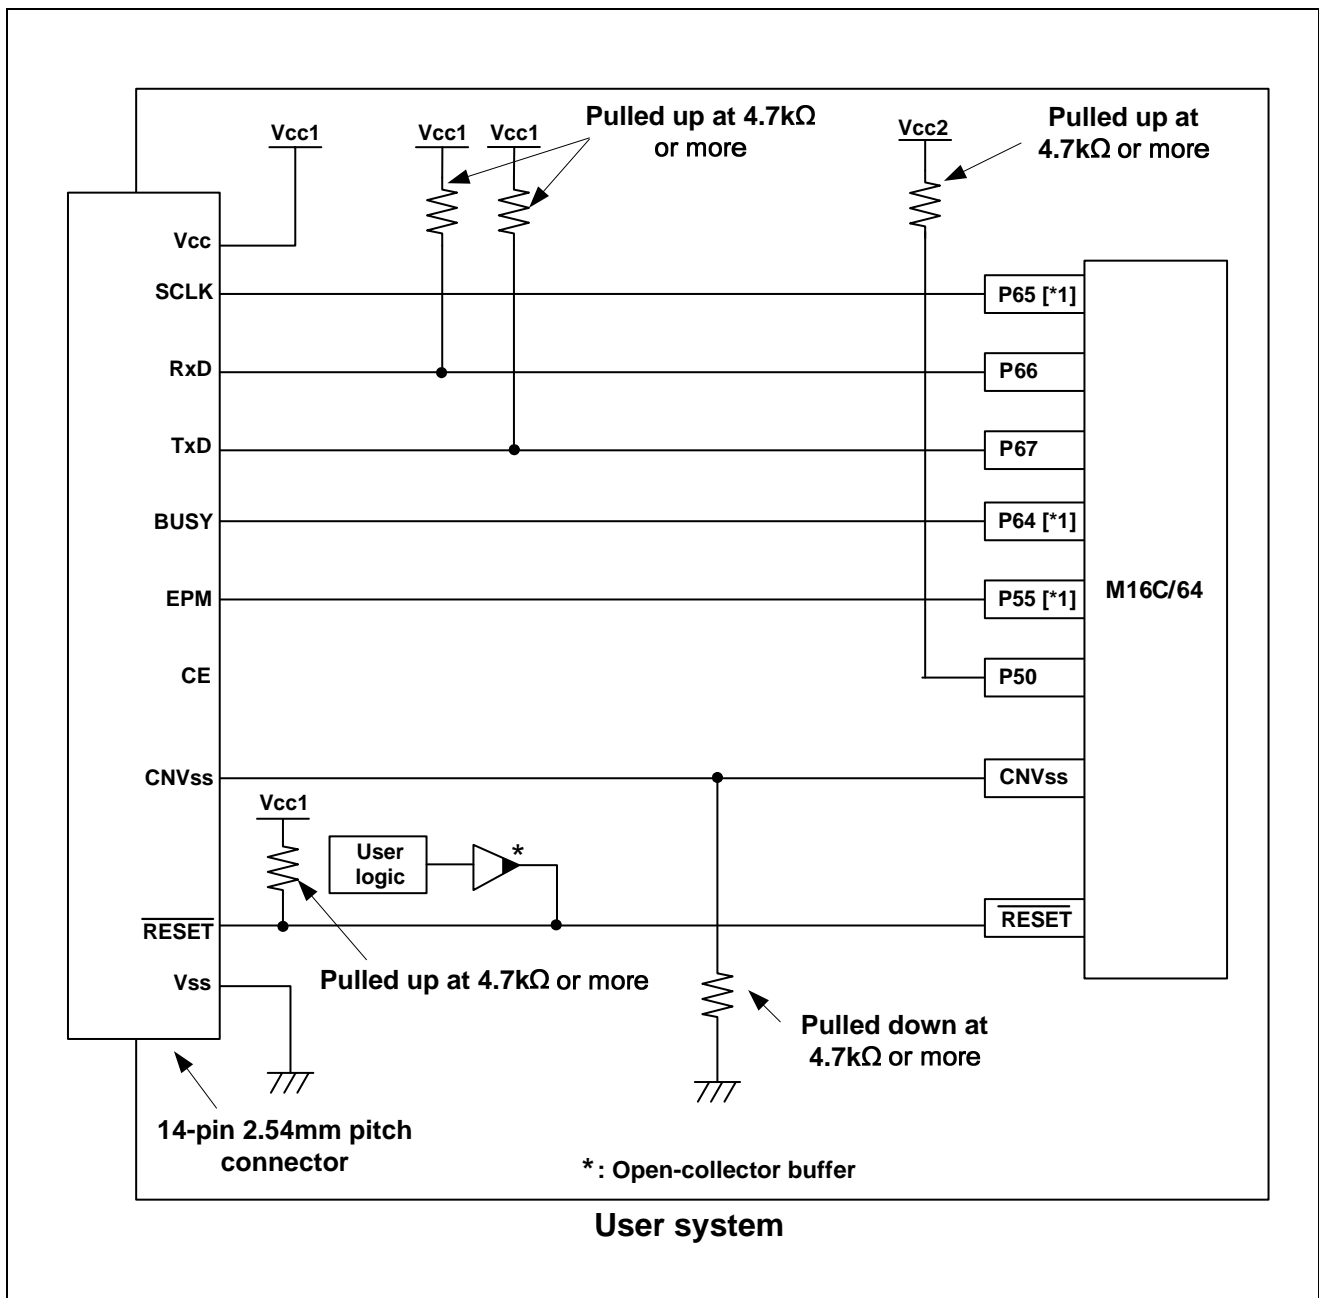 Vcc1
Vcc1
Vcc1
Pulled up at 4.7kΩ
or more
Vcc2
Pulled up at
4.7kΩ or more
Vcc
SCLK
P65 [*1]
RxD
P66
TxD
P67
BUSY
P64 [*1]
EPM
P55 [*1]
M16C/64
CE
P50
CNVss
CNVss
Vcc1
User
logic
*
RESET
RESET
Pulled up at 4.7kΩ or more
Vss
Pulled down at
4.7kΩ or more
14-pin 2.54mm pitch
connector
*: Open-collector buffer
User system